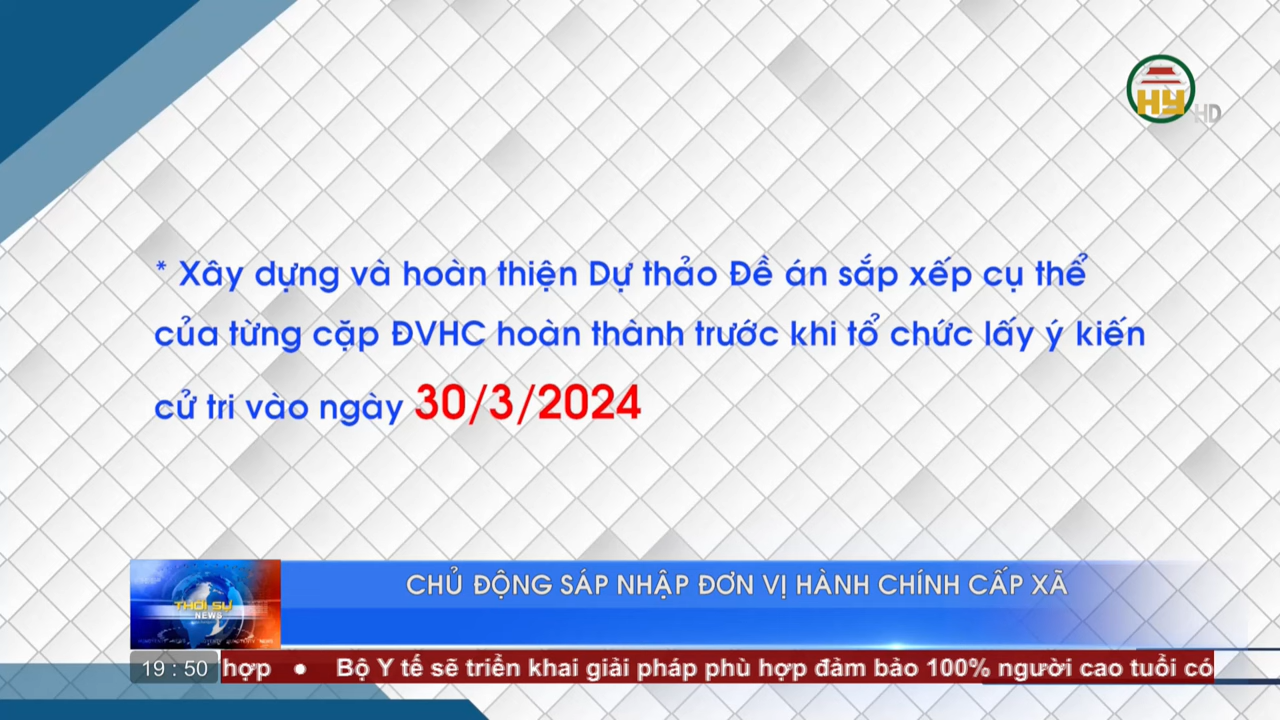 HY HD
* Xây dựng và hoàn thiện Dự thảo Đề án sắp xếp cụ thể
của từng cặp ĐVHC hoàn thành trước khi tổ chức lấy ý kiến
cử tri vào ngày 30/3/2024
CHỦ ĐỘNG SÁP NHẬP ĐƠN VỊ HÀNH CHÍNH CẤP XÃ
THỜI SỰ
NEWS
19 : 50 hợp ● Bộ Y tế sẽ triển khai giải pháp phù hợp đảm bảo 100% người cao tuổi có